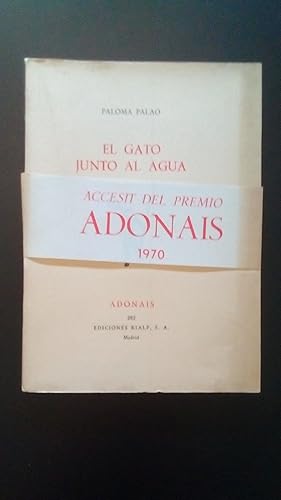 PALOMA PALAO
EL GATO
JUNTO AL AGUA
ACCESIT DEL PREMIO
ADONAIS
1970
ADONAIS
EDICIONES RIALP, S. A.
Madrid